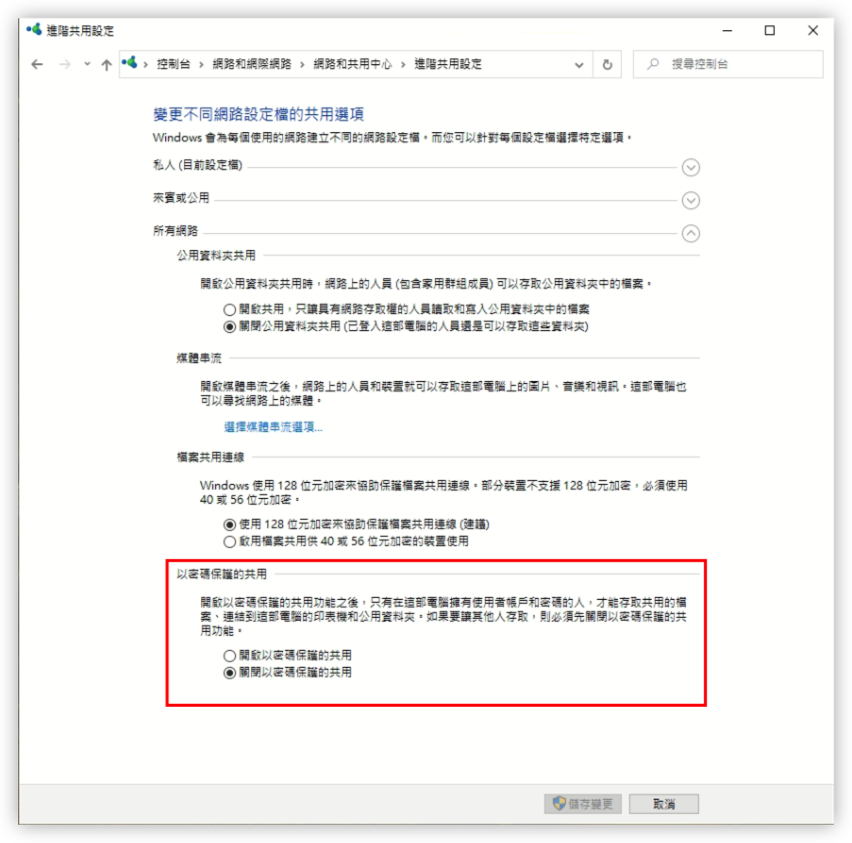 進階共用設定
控制台 › 網路和網際網路 › 網路和共用中心 › 進階共用設定
搜尋控制台
變更不同網路設定檔的共用選項
Windows 會為每個使用的網路建立不同的網路設定檔。而您可以針對每個設定檔選擇特定選項。
私人 (目前設定檔)
來賓或公用
所有網路
公用資料夾共用
開啟公用資料夾共用時，網路上的人員 (包含家用群組成員) 可以存取公用資料夾中的檔案。
開啟共用，只讓具有網路存取權的人員讀取和寫入公用資料夾中的檔案
關閉公用資料夾共用 (已登入這部電腦的人員還是可以存取這些資料夾)
媒體串流
開啟媒體串流之後，網路上的人員和裝置就可以存取這部電腦上的圖片、音樂和視訊。這部電腦也
可以尋找網路上的媒體。
選擇媒體串流選項...
檔案共用連線
Windows 使用 128 位元加密來協助保護檔案共用連線。部分裝置不支援 128 位元加密，必須使用
40 或 56 位元加密。
使用 128 位元加密來協助保護檔案共用連線 (建議)
啟用檔案共用供 40 或 56 位元加密的裝置使用
以密碼保護的共用
開啟以密碼保護的共用功能之後，只有在這部電腦擁有使用者帳戶和密碼的人，才能存取共用的檔
案、連結到這部電腦的印表機和公用資料夾。如果要讓其他人存取，則必須先關閉以密碼保護的共
用功能。
開啟以密碼保護的共用
關閉以密碼保護的共用
儲存變更
取消